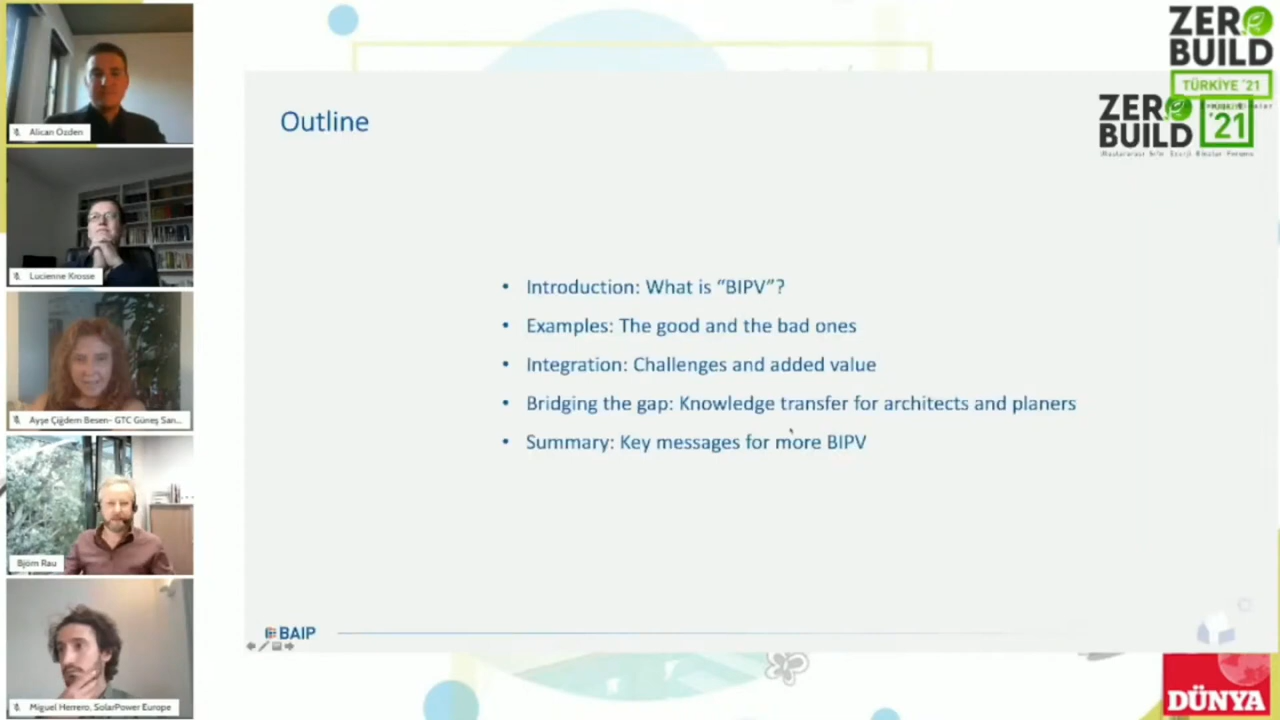 Alican Özden
Lucienne Krosse
Ayşe Çiğdem Besen- GTC Güneş San...
Björn Rau
Miguel Herrero, SolarPower Europe
Outline
• Introduction: What is “BIPV”?
• Examples: The good and the bad ones
• Integration: Challenges and added value
• Bridging the gap: Knowledge transfer for architects and planers
• Summary: Key messages for more BIPV
BAIP
ZERO
BUILD
TÜRKİYE '21
ZERO
BUILD
'21
DÜNYA